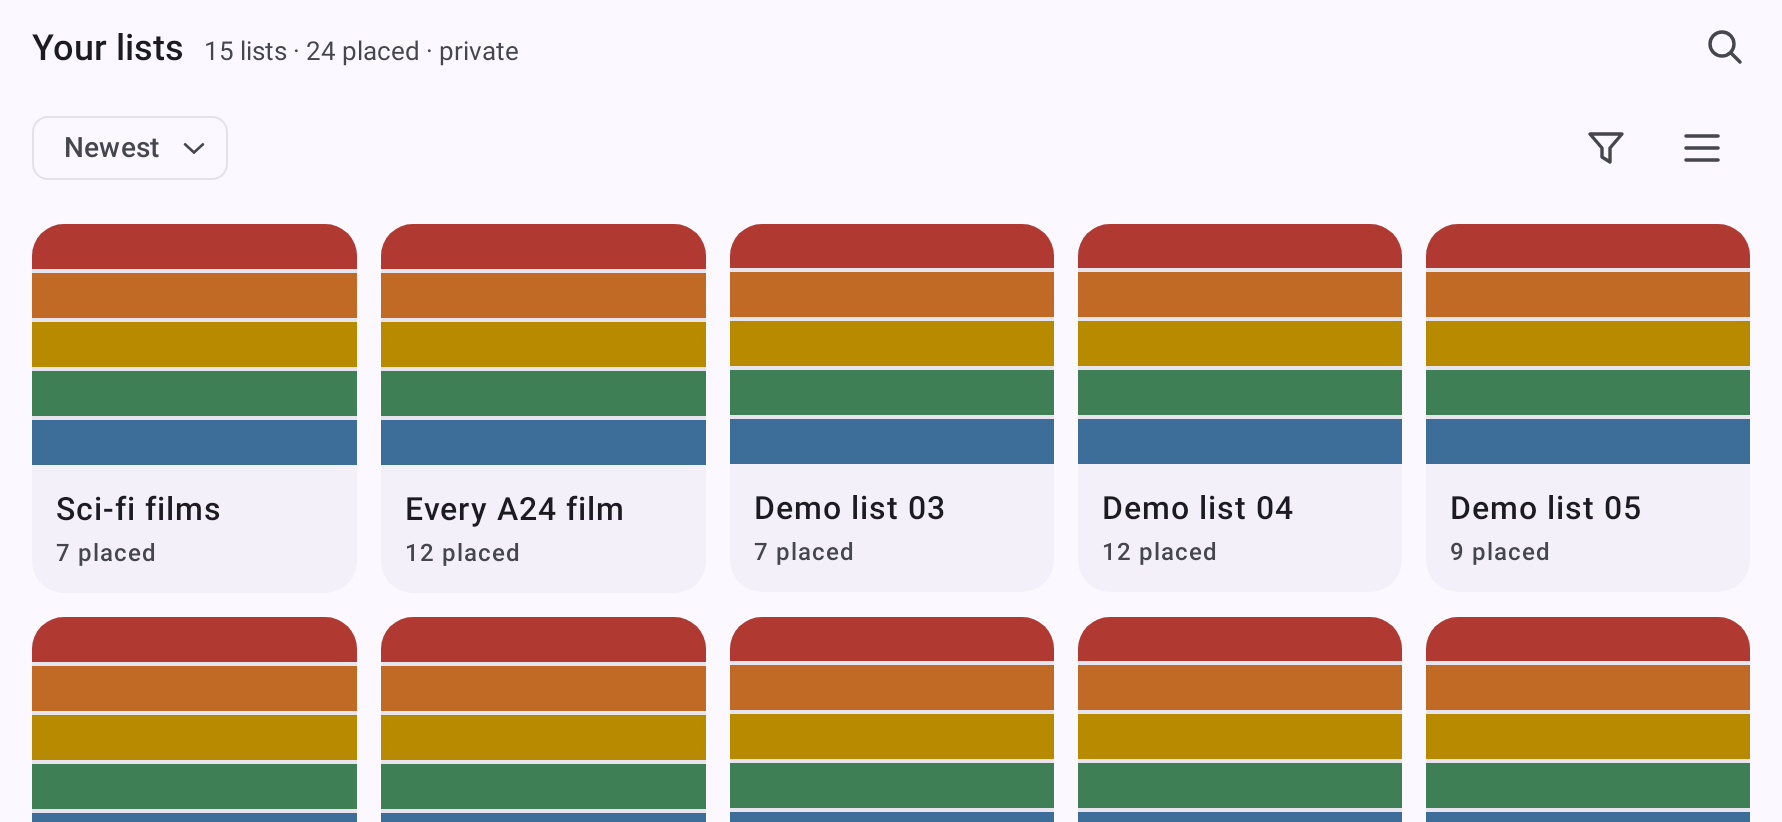 Your lists 15 lists · 24 placed · private
Newest
Sci-fi films
7 placed
Every A24 film
12 placed
Demo list 03
7 placed
Demo list 04
12 placed
Demo list 05
9 placed